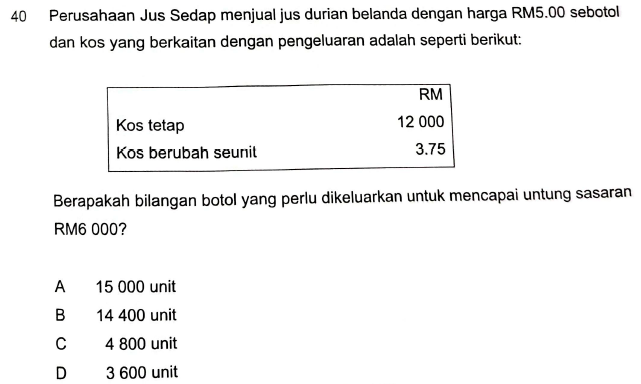 40 Perusahaan Jus Sedap menjual jus durian belanda dengan harga RM5.00 sebotol
dan kos yang berkaitan dengan pengeluaran adalah seperti berikut:
RM
Kos tetap 12 000
Kos berubah seunit 3.75
Berapakah bilangan botol yang perlu dikeluarkan untuk mencapai untung sasaran
RM6 000?
A 15 000 unit
B 14 400 unit
C 4 800 unit
D 3 600 unit